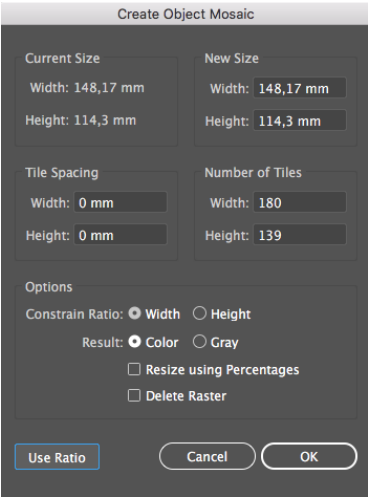 Create Object Mosaic
Current Size
Width: 148,17 mm
Height: 114,3 mm
New Size
Width: 148,17 mm
Height: 114,3 mm
Tile Spacing
Width: 0 mm
Height: 0 mm
Number of Tiles
Width: 180
Height: 139
Options
Constrain Ratio: Width Height
Result: Color Gray
Resize using Percentages
Delete Raster
Use Ratio Cancel OK